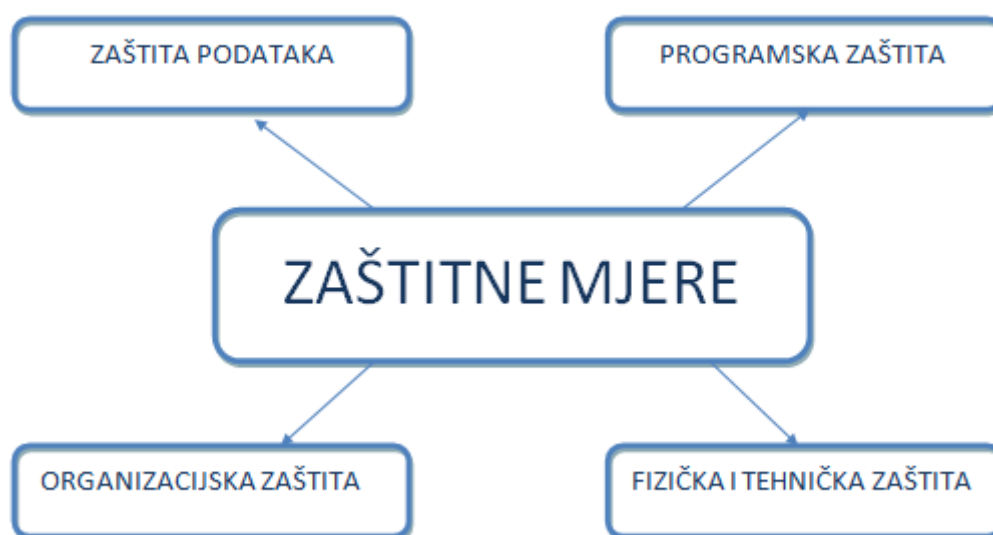 ZAŠTITA PODATAKA
PROGRAMSKA ZAŠTITA
ZAŠTITNE MJERE
ORGANIZACIJSKA ZAŠTITA
FIZIČKA I TEHNIČKA ZAŠTITA